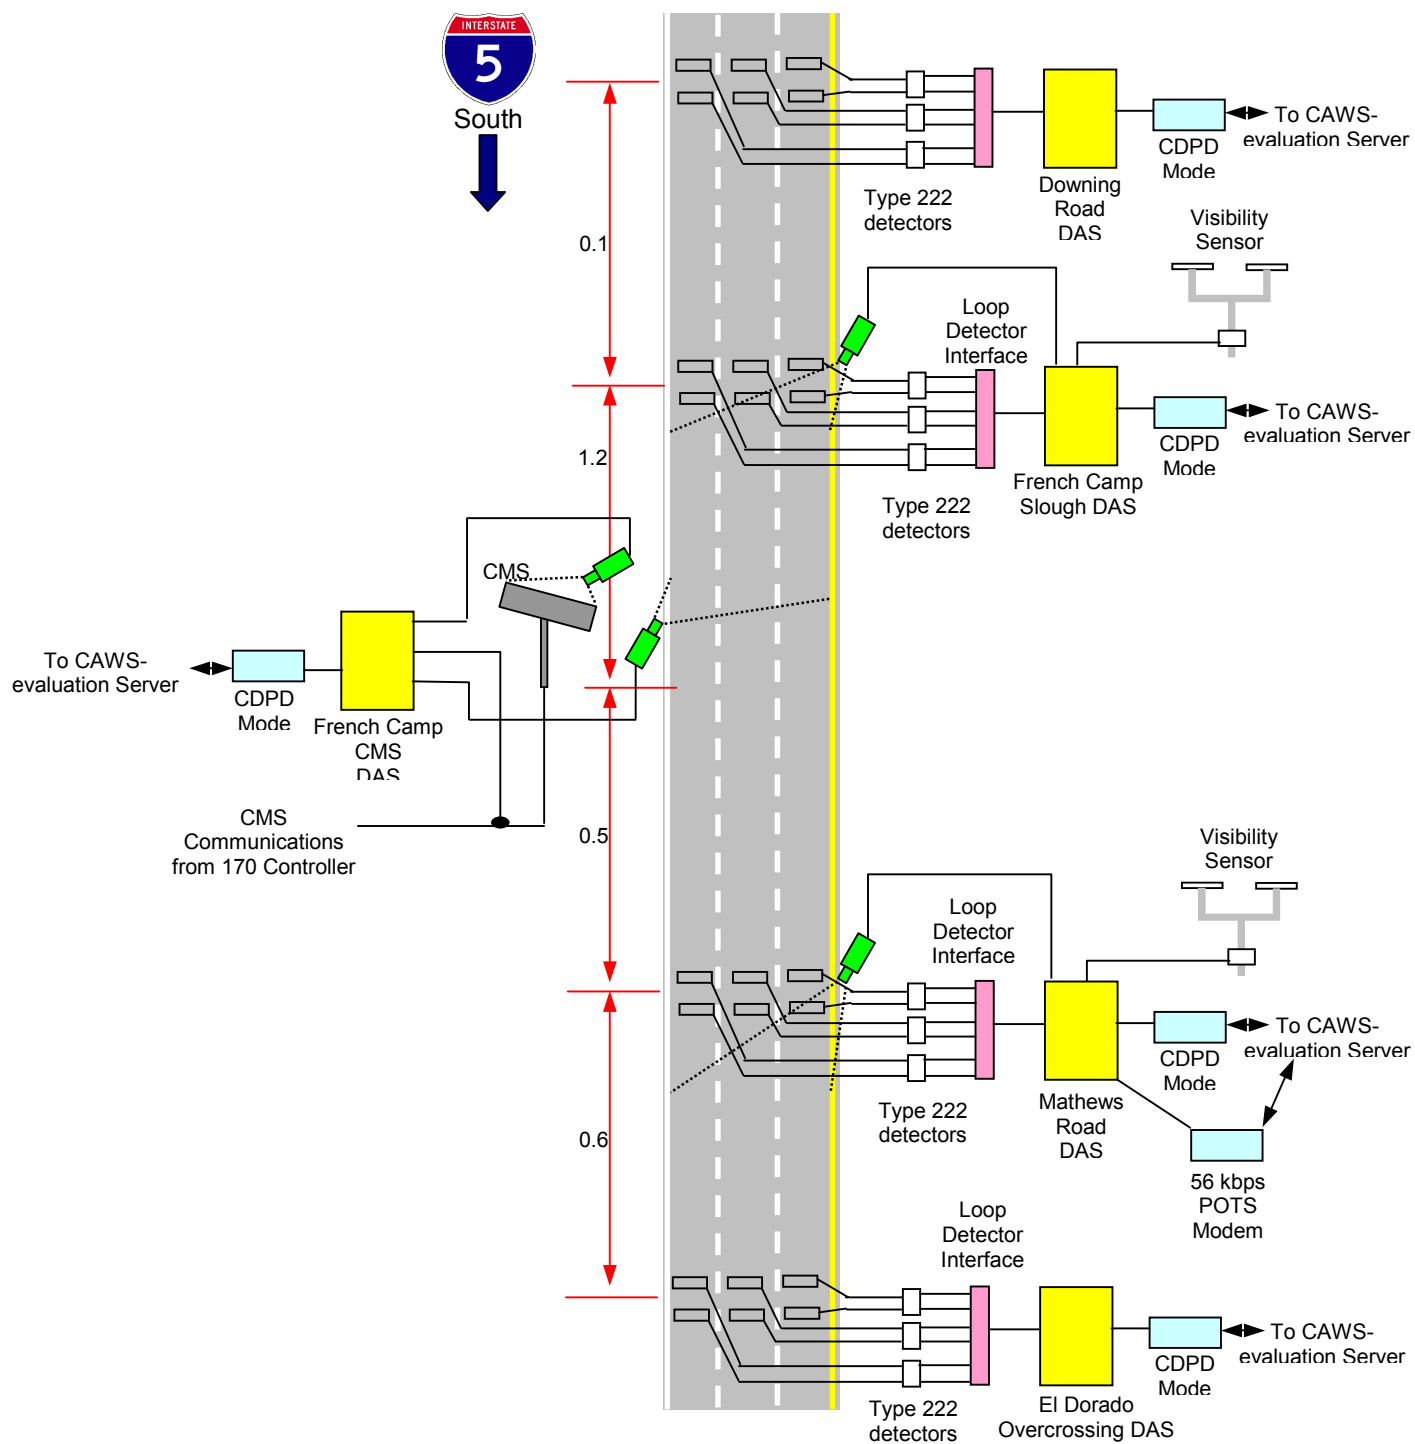 INTERSTATE
5
South
To CAWS-
evaluation Server
CDPD
Mode
Downing
Road
DAS
Type 222
detectors
Visibility
Sensor
0.1
Loop
Detector
Interface
To CAWS-
evaluation Server
CDPD
Mode
1.2
French Camp
Slough DAS
Type 222
detectors
CMS
To CAWS-
evaluation Server
CDPD
Mode
French Camp
CMS
DAS
CMS
Communications
from 170 Controller
0.5
Visibility
Sensor
Loop
Detector
Interface
To CAWS-
evaluation Server
CDPD
Mode
Type 222
detectors
Mathews
Road
DAS
0.6
56 kbps
POTS
Modem
Loop
Detector
Interface
To CAWS-
evaluation Server
CDPD
Mode
Type 222
detectors
El Dorado
Overcrossing DAS